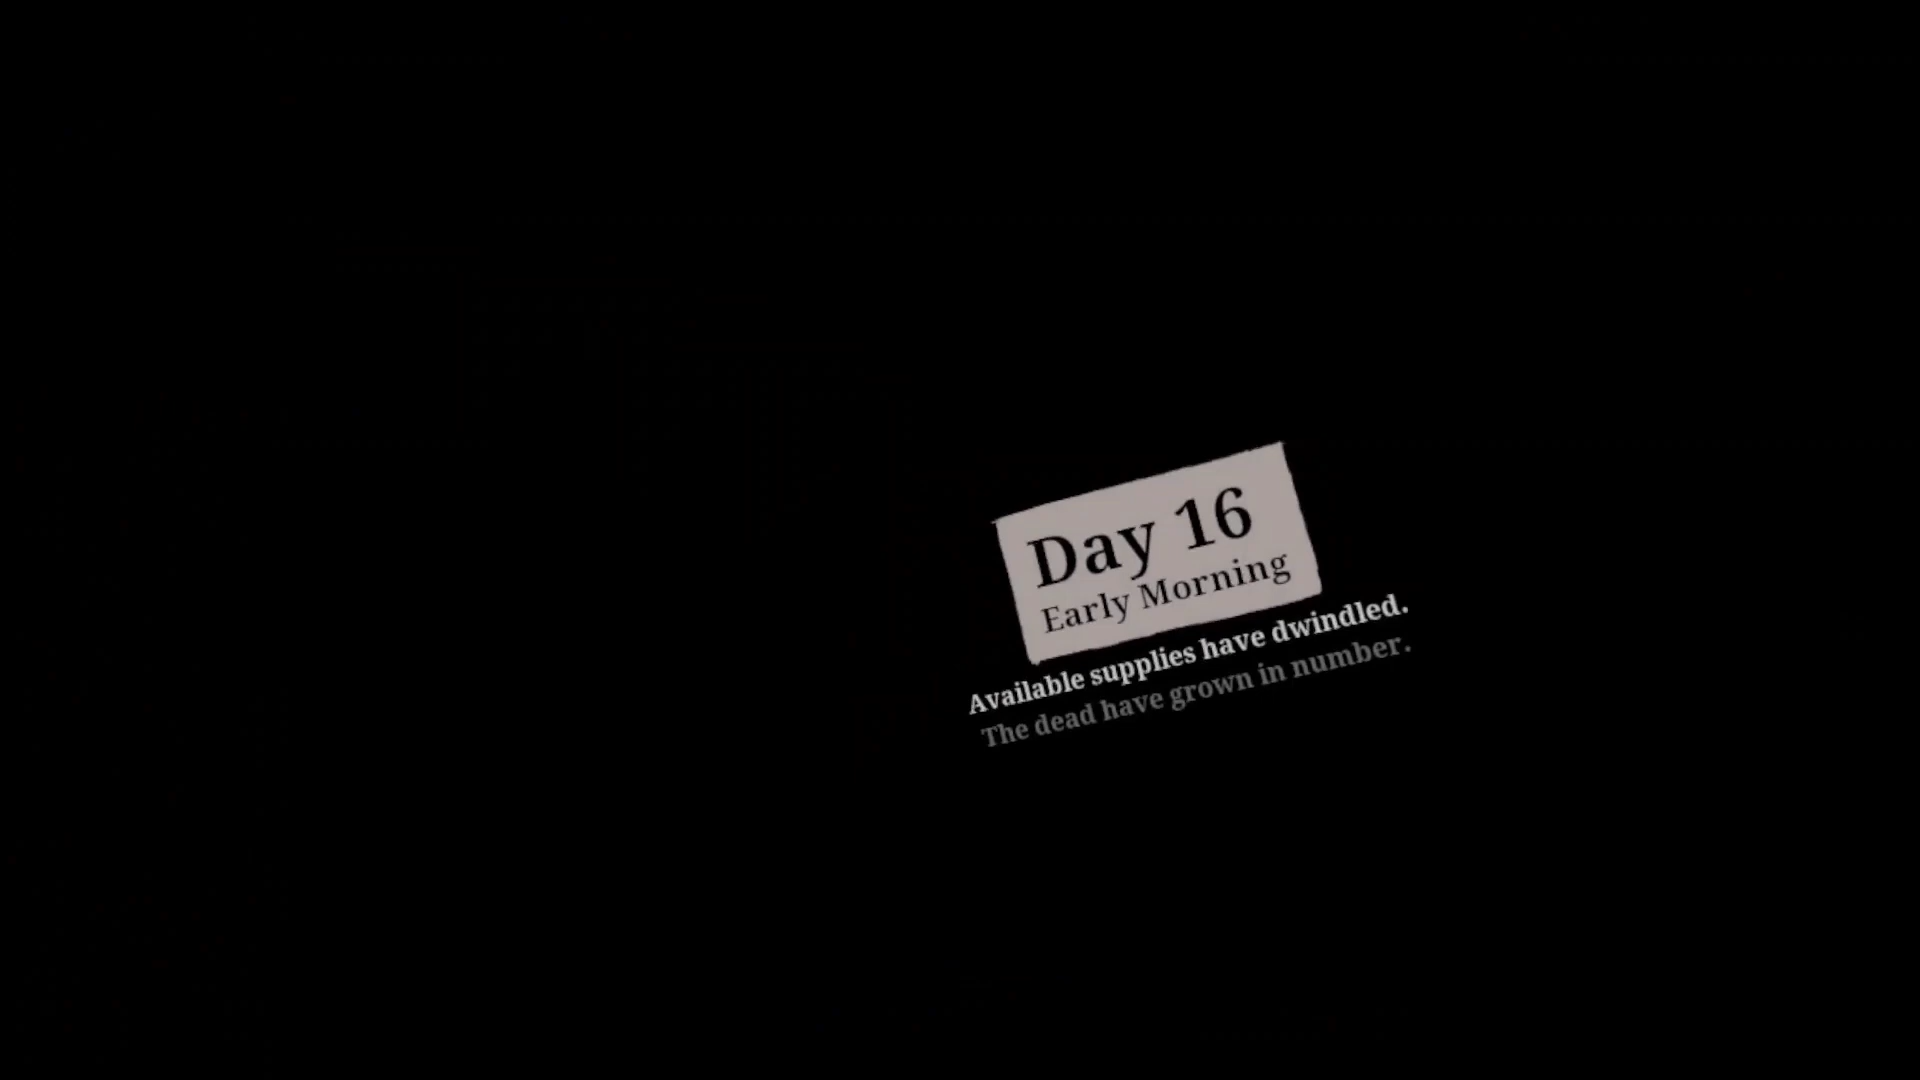 Day 16
Early Morning
Available supplies have dwindled.
The dead have grown in number.